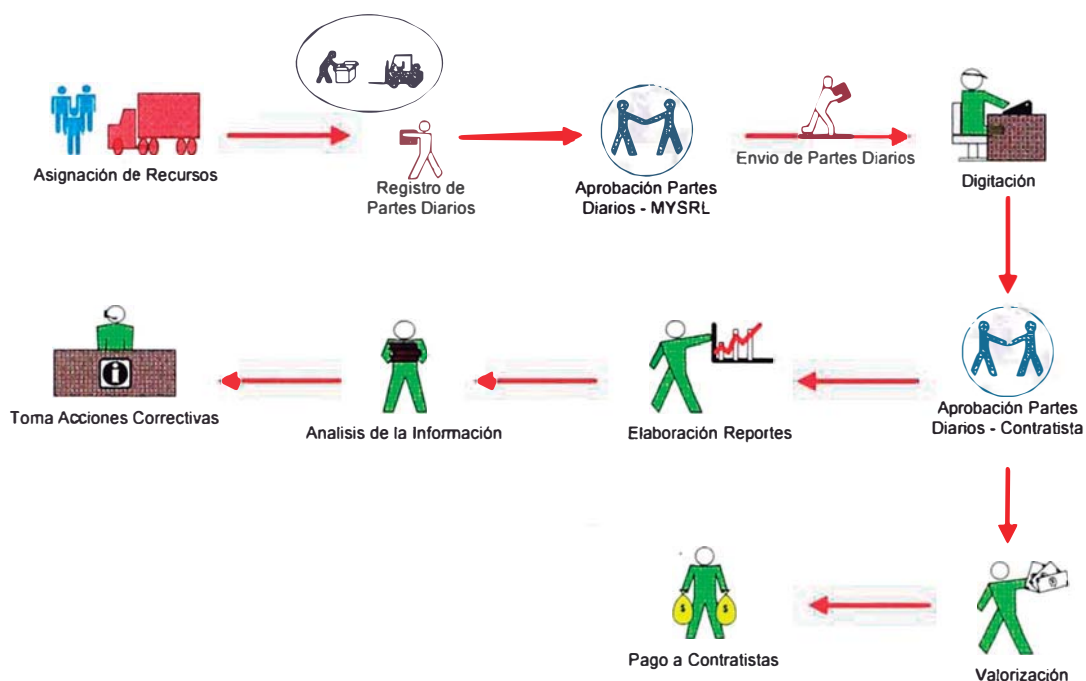 Asignación de Recursos
Registro de
Partes Diarios
Aprobación Partes
Diarios - MYSRL
Envio de Partes Diarios
Digitación
Toma Acciones Correctivas
Analisis de la Información
Elaboración Reportes
Aprobación Partes
Diarios - Contratista
Pago a Contratistas
Valorización